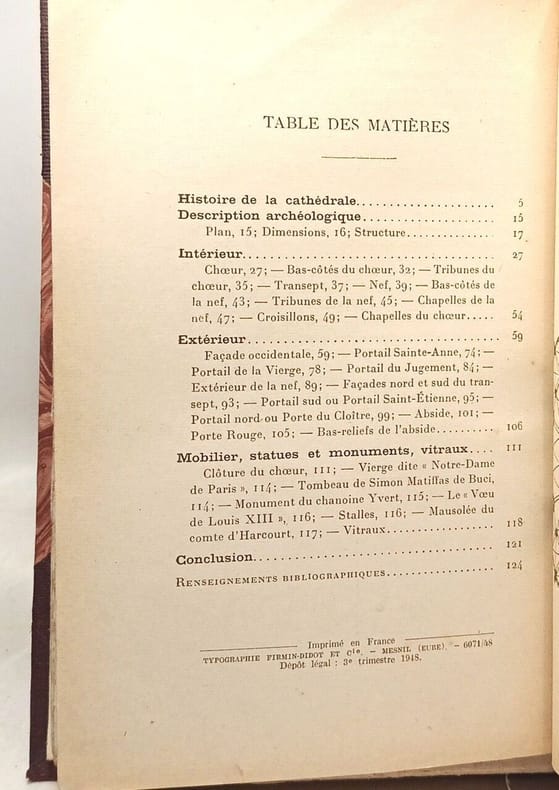 TABLE DES MATIÈRES
Histoire de la cathédrale..................... 5
Description archéologique.................... 15
Plan, 15; Dimensions, 16; Structure.............. 17
Intérieur...................................... 27
Chœur, 27; — Bas-côtés du chœur, 32; — Tribunes du
chœur, 35; — Transept, 37; — Nef, 39; — Bas-côtés de
la nef, 43; — Tribunes de la nef, 45; — Chapelles de la
nef, 47; — Croisillons, 49; — Chapelles du chœur..... 54
Extérieur...................................... 59
Façade occidentale, 59; — Portail Sainte-Anne, 74; —
Portail de la Vierge, 78; — Portail du Jugement, 84; —
Extérieur de la nef, 89; — Façades nord et sud du tran-
sept, 93; — Portail sud ou Portail Saint-Étienne, 95; —
Portail nord ou Porte du Cloître, 99; — Abside, 101; —
Porte Rouge, 105; — Bas-reliefs de l'abside.......... 106
Mobilier, statues et monuments, vitraux.... 111
Clôture du chœur, 111; — Vierge dite « Notre-Dame
de Paris », 114; — Tombeau de Simon Matiffas de Buci,
114; — Monument du chanoine Yvert, 115; — Le « Vœu
de Louis XIII », 116; — Stalles, 116; — Mausolée du
comte d'Harcourt, 117; — Vitraux................. 118
Conclusion..................................... 121
RENSEIGNEMENTS BIBLIOGRAPHIQUES................. 124
Imprimé en France
TYPOGRAPHIE FIRMIN-DIDOT ET Cie. — MESNIL (EURE). — 6071/48
Dépôt légal : 3e trimestre 1948.